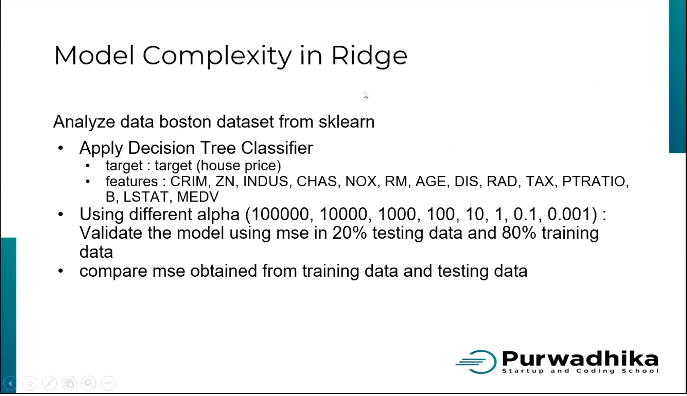 Model Complexity in Ridge
Analyze data boston dataset from sklearn
• Apply Decision Tree Classifier
• target : target (house price)
• features : CRIM, ZN, INDUS, CHAS, NOX, RM, AGE, DIS, RAD, TAX, PTRATIO,
B, LSTAT, MEDV
• Using different alpha (100000, 10000, 1000, 100, 10, 1, 0.1, 0.001) :
Validate the model using mse in 20% testing data and 80% training
data
• compare mse obtained from training data and testing data
Purwadhika
Startup and Coding School